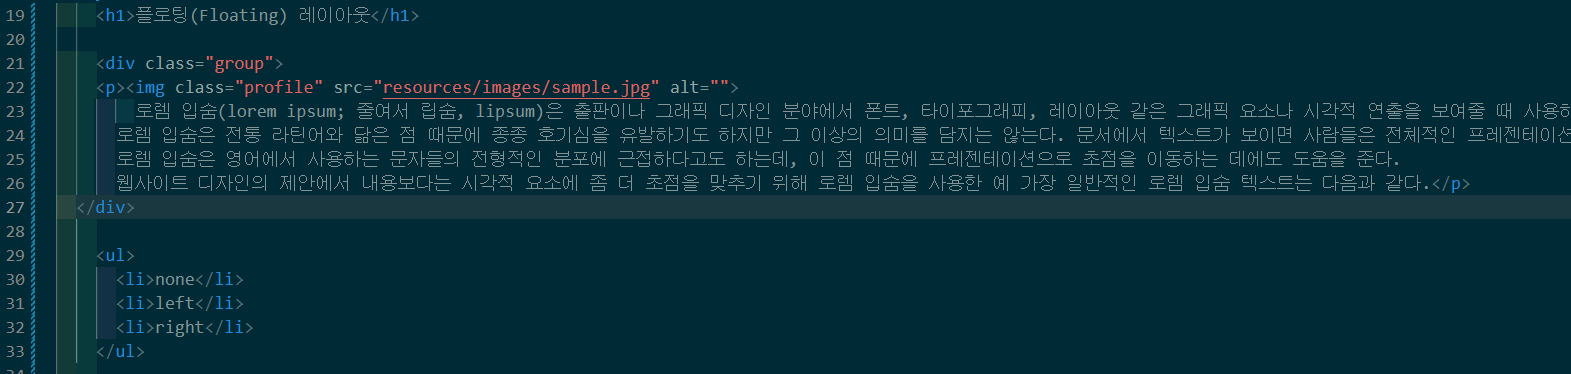 19 <h1>플로팅(Floating) 레이아웃</h1>
20
21 <div class="group">
22 <p><img class="profile" src="resources/images/sample.jpg" alt="">
23 로렘 입숨(lorem ipsum; 줄여서 립숨, lipsum)은 출판이나 그래픽 디자인 분야에서 폰트, 타이포그래피, 레이아웃 같은 그래픽 요소나 시각적 연출을 보여줄 때 사용하
24 로렘 입숨은 전통 라틴어와 닮은 점 때문에 종종 호기심을 유발하기도 하지만 그 이상의 의미를 담지는 않는다. 문서에서 텍스트가 보이면 사람들은 전체적인 프레젠테이션
25 로렘 입숨은 영어에서 사용하는 문자들의 전형적인 분포에 근접하다고도 하는데, 이 점 때문에 프레젠테이션으로 초점을 이동하는 데에도 도움을 준다.
26 웹사이트 디자인의 제안에서 내용보다는 시각적 요소에 좀 더 초점을 맞추기 위해 로렘 입숨을 사용한 예 가장 일반적인 로렘 입숨 텍스트는 다음과 같다.</p>
27 </div>
28
29 <ul>
30 <li>none</li>
31 <li>left</li>
32 <li>right</li>
33 </ul>